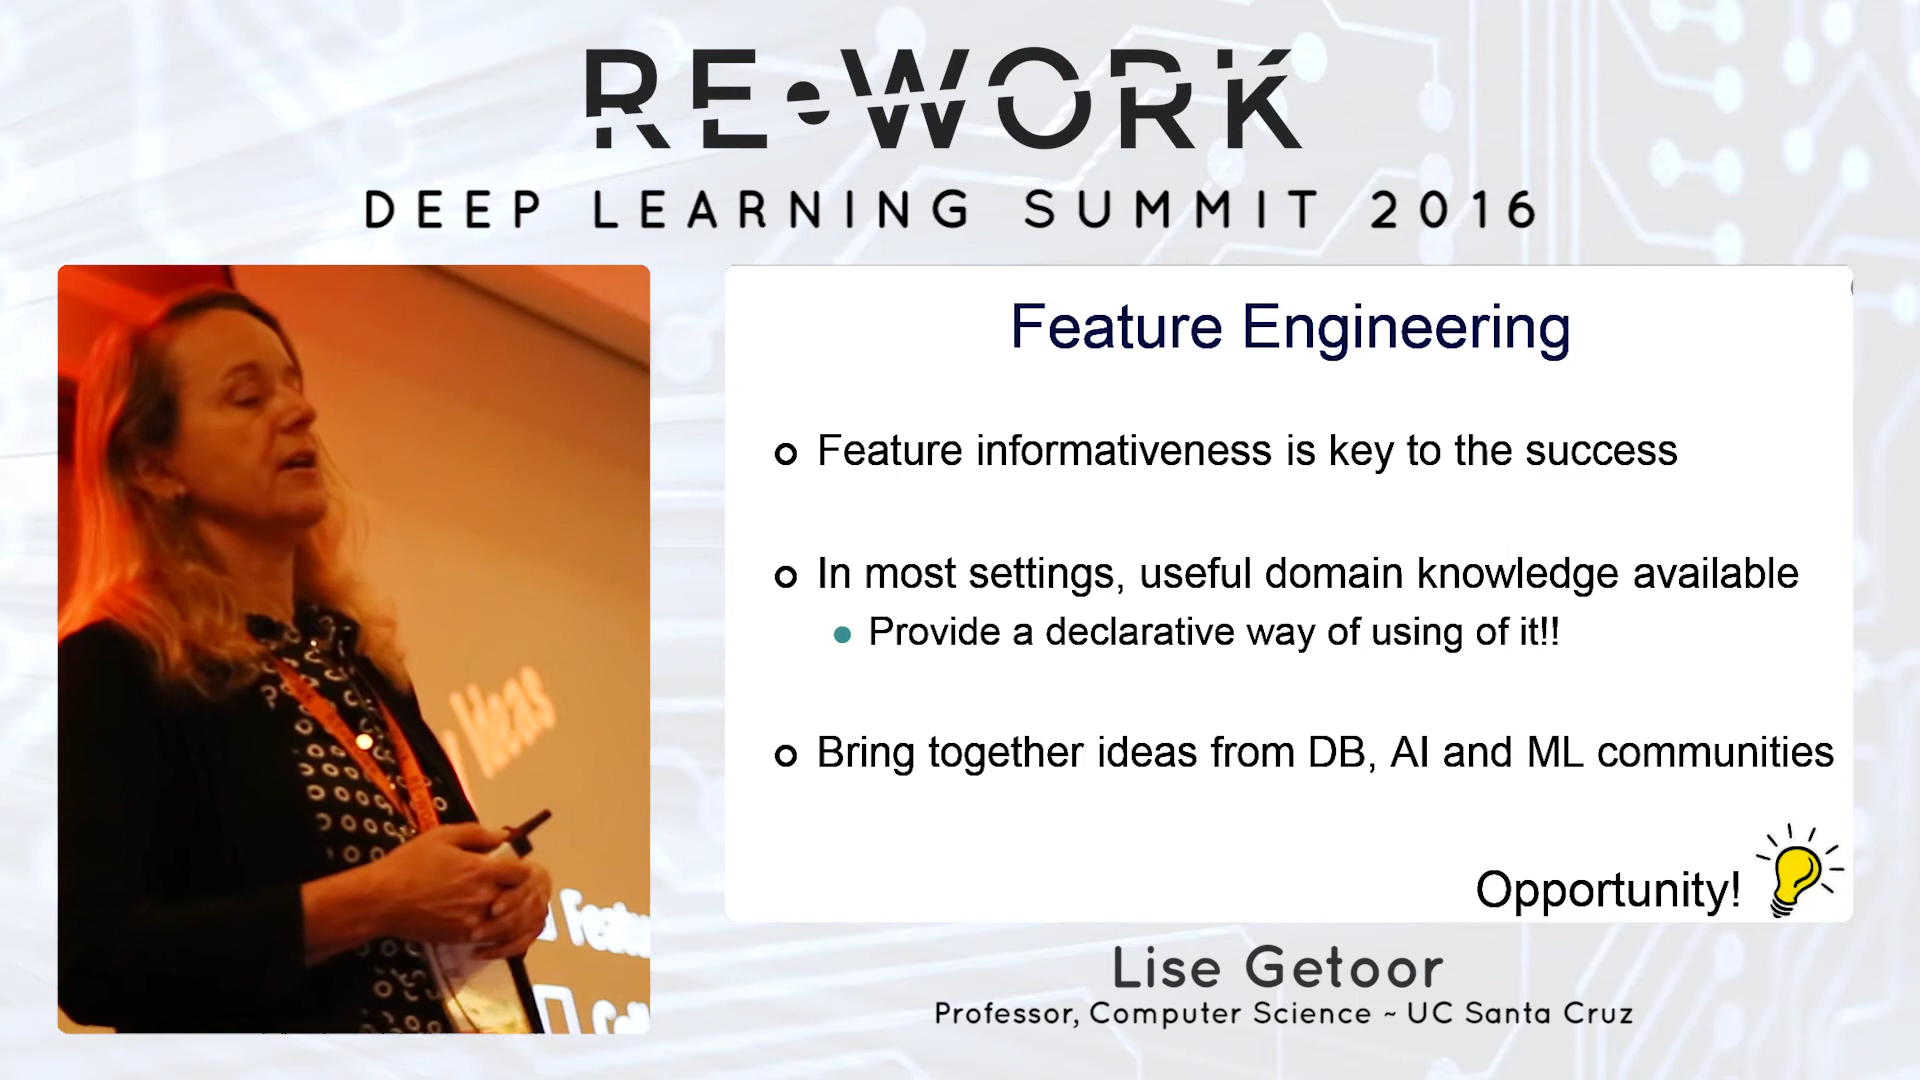 RE•WORK
DEEP LEARNING SUMMIT 2016
Feature Engineering
Feature informativeness is key to the success
In most settings, useful domain knowledge available
Provide a declarative way of using of it!!
Bring together ideas from DB, AI and ML communities
Opportunity!
Ideas
Lise Getoor
Professor, Computer Science ~ UC Santa Cruz